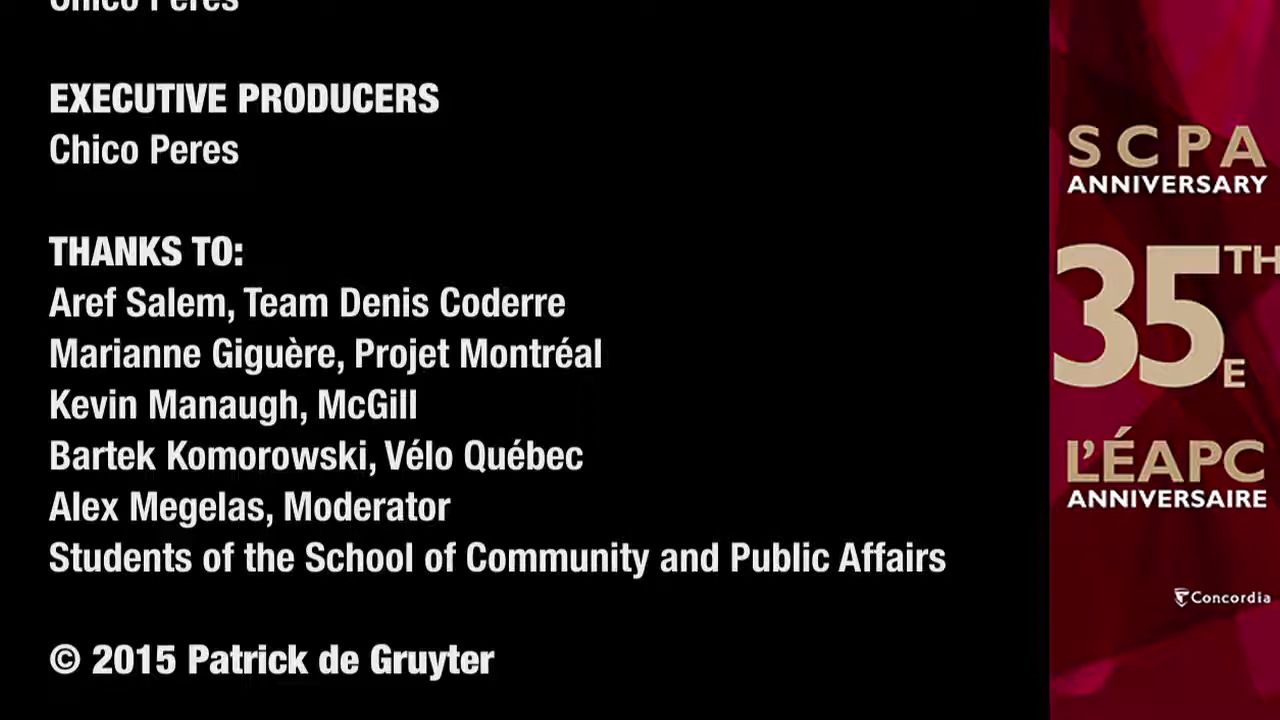 Chico Peres
EXECUTIVE PRODUCERS
Chico Peres
THANKS TO:
Aref Salem, Team Denis Coderre
Marianne Giguère, Projet Montréal
Kevin Manaugh, McGill
Bartek Komorowski, Vélo Québec
Alex Megelas, Moderator
Students of the School of Community and Public Affairs
© 2015 Patrick de Gruyter
SCPA
ANNIVERSARY
35TH
E
L'ÉAPC
ANNIVERSAIRE
Concordia